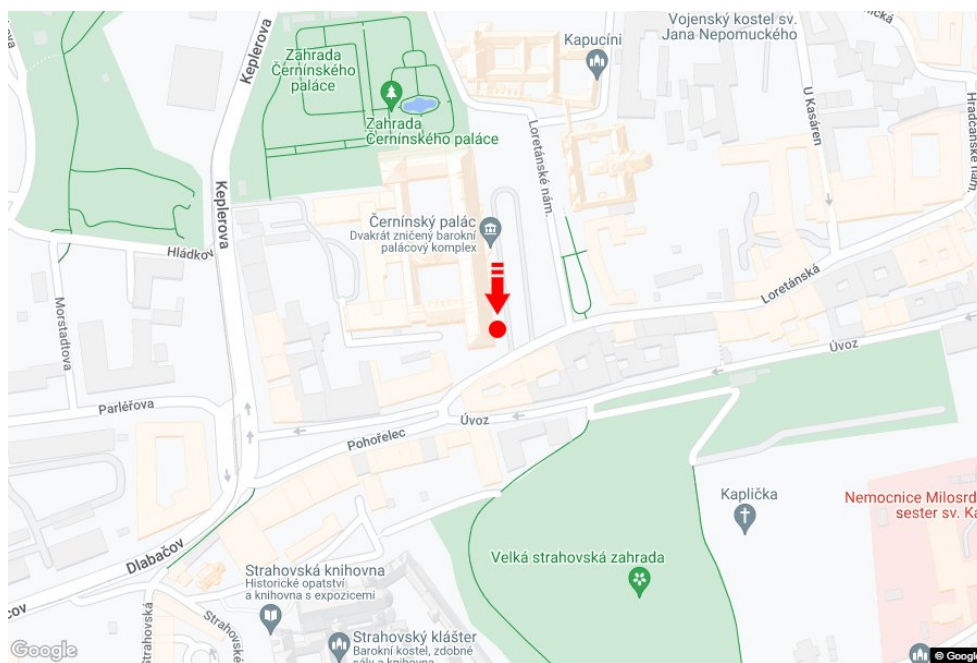 Vojenský kostel sv.
Jana Nepomuckého
Kapucíni
Keplerova
Zahrada
Černínského
paláce
Zahrada
Černínského paláce
U Kasáren
Hradčanské nám.
Loretánské nám.
Keplerova
Černínský palác
Dvakrát zničený barokní
palácový komplex
Hládkov
Morstadtova
Loretánská
Úvoz
Parléřova
Úvoz
Pohořelec
Kaplička
Nemocnice Milosrd
sester sv. Ka
Dlabačov
Velká strahovská zahrada
Strahovská knihovna
Historické opatství
a knihovna s expozicemi
Strahovská
Strahovské
Strahovský klášter
Barokní kostel, zdobné
sály a knihovna
Google
© Google